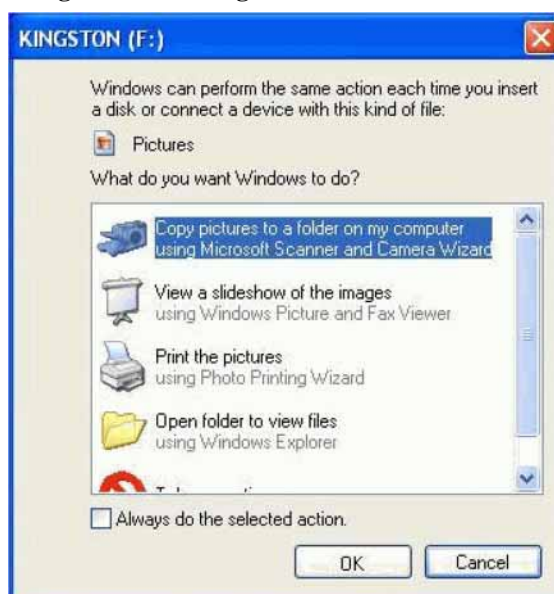 KINGSTON (F:)
Windows can perform the same action each time you insert
a disk or connect a device with this kind of file:
Pictures
What do you want Windows to do?
Copy pictures to a folder on my computer
using Microsoft Scanner and Camera Wizard
View a slideshow of the images
using Windows Picture and Fax Viewer
Print the pictures
using Photo Printing Wizard
Open folder to view files
using Windows Explorer
Always do the selected action.
OK
Cancel